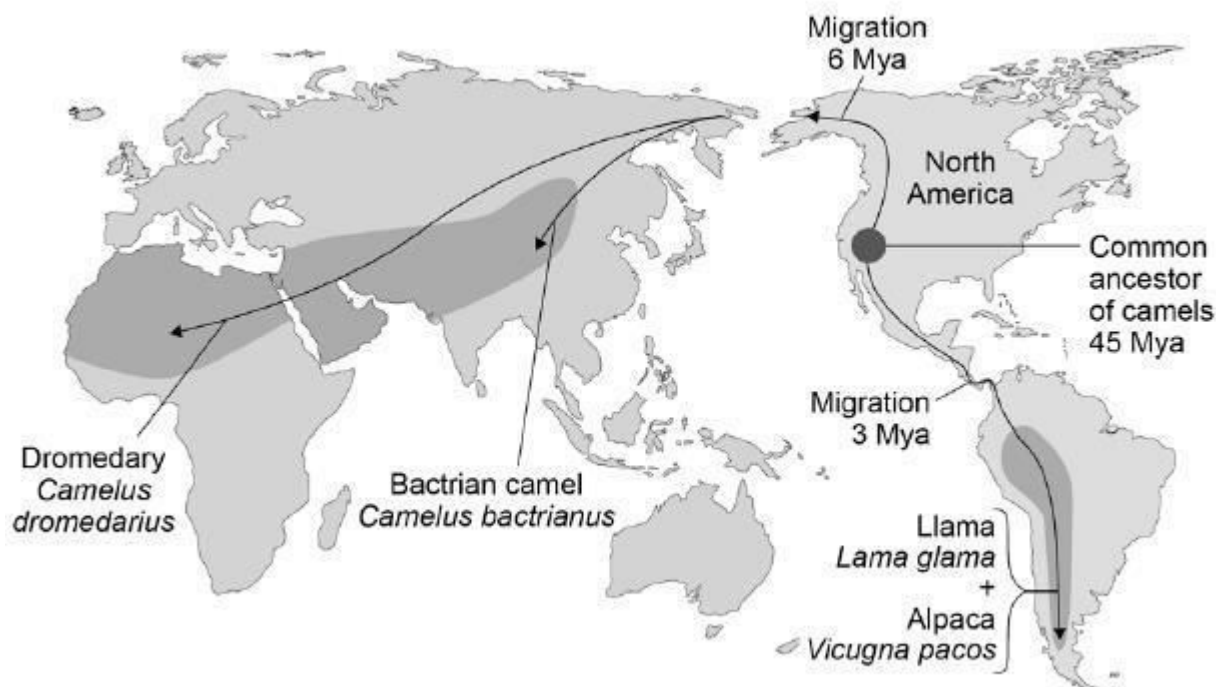 Migration
6 Mya
North
America
Common
ancestor
of camels
45 Mya
Migration
3 Mya
Dromedary
Camelus
dromedarius
Bactrian camel
Camelus bactrianus
Llama
Lama glama
+
Alpaca
Vicugna pacos